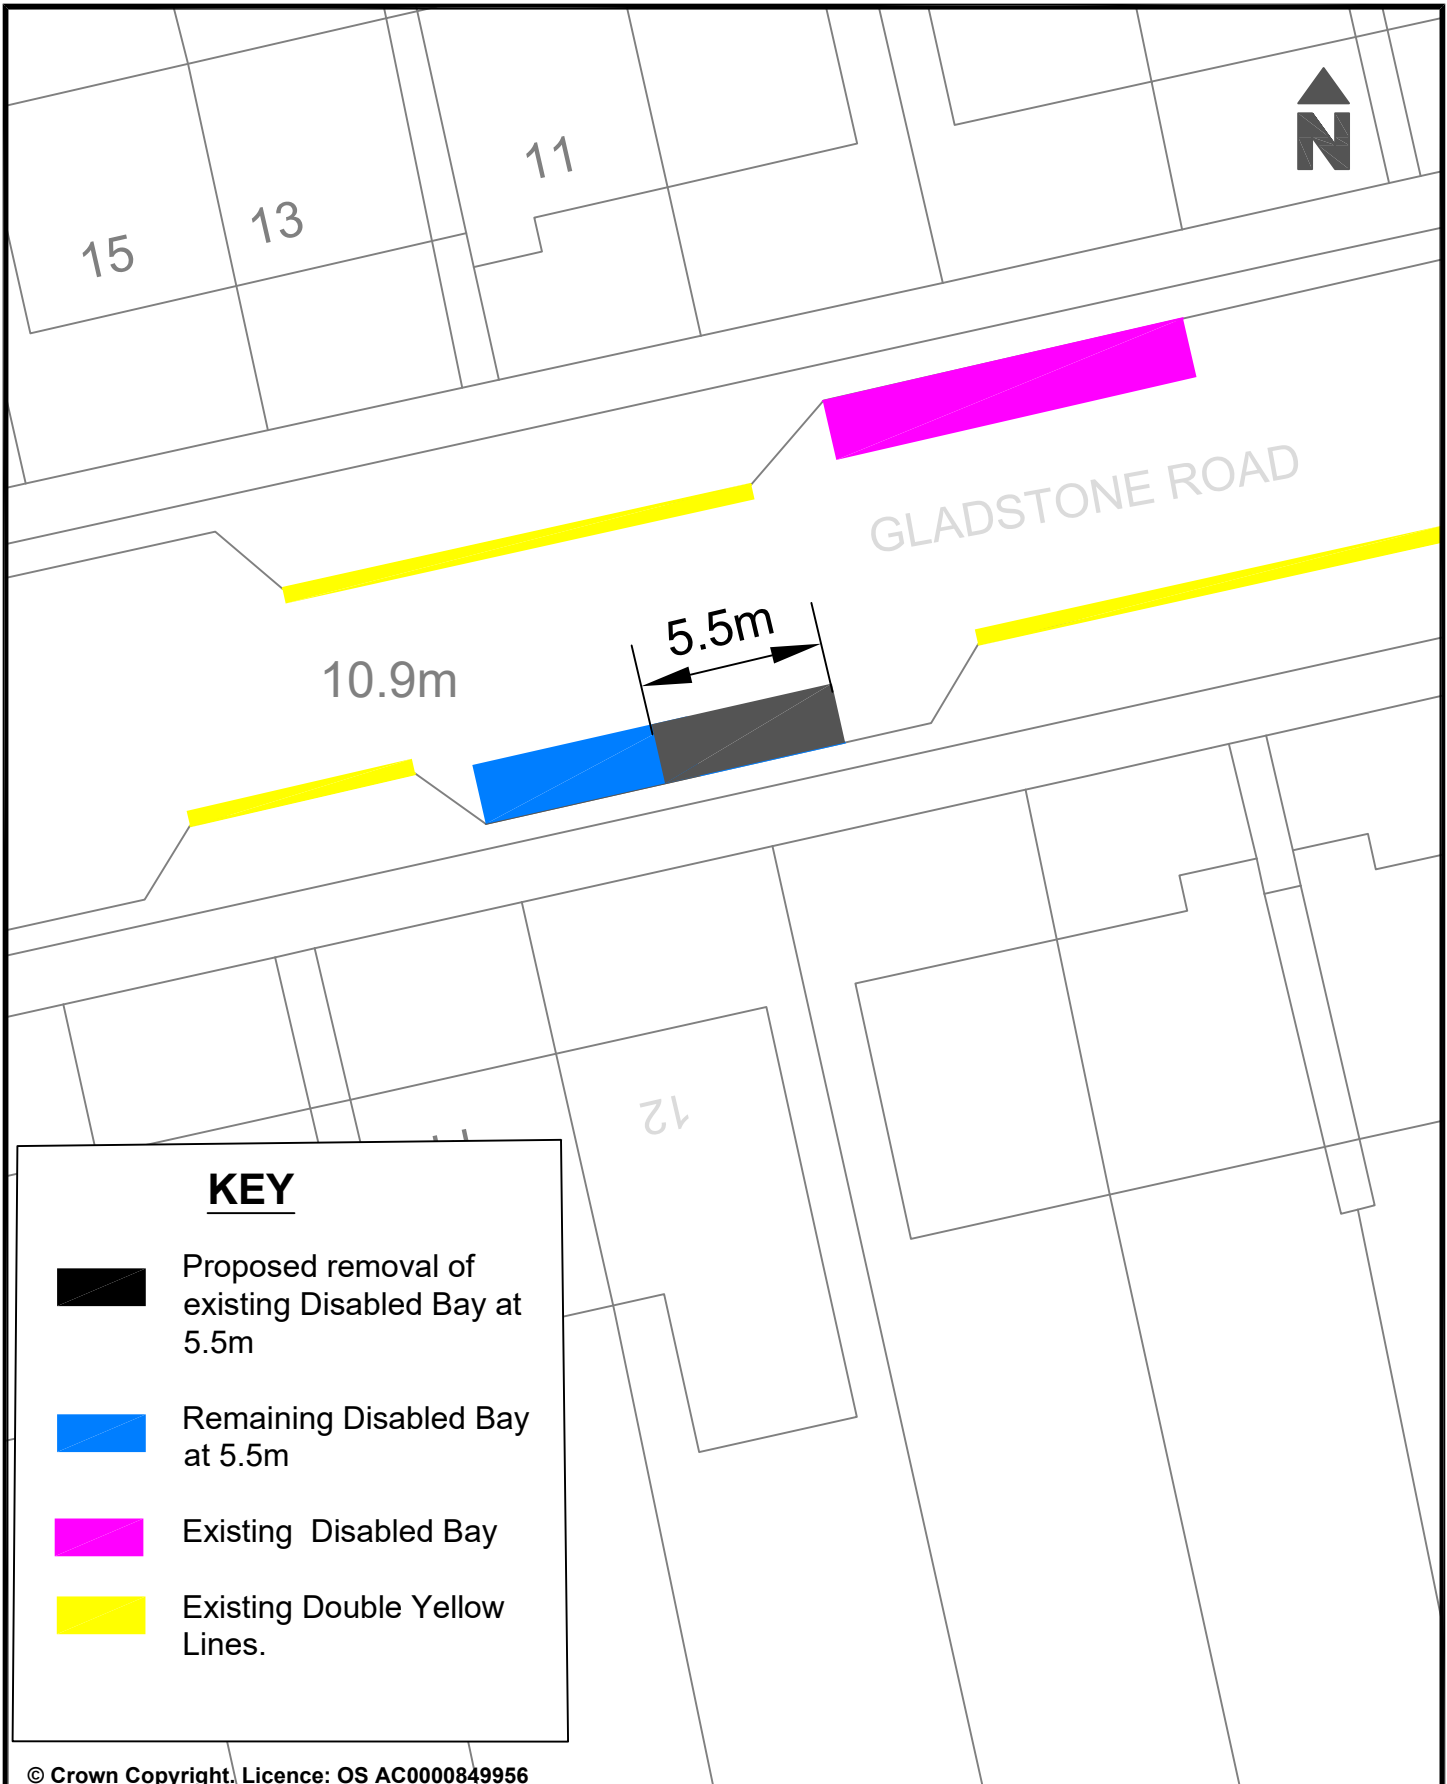 N
11
13
15
GLADSTONE ROAD
5.5m
10.9m
12
KEY
Proposed removal of
existing Disabled Bay at
5.5m
Remaining Disabled Bay
at 5.5m
Existing Disabled Bay
Existing Double Yellow
Lines.
© Crown Copyright. Licence: OS AC0000849956